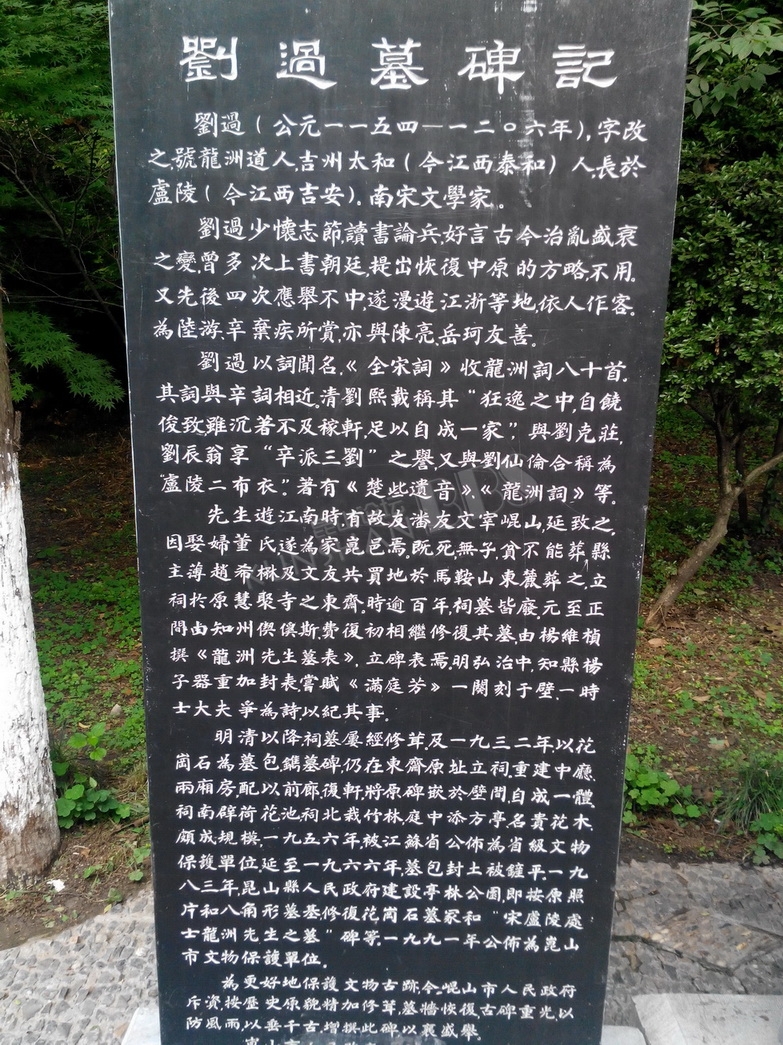 劉過墓碑記
劉過（公元一一五四—一二〇六年），字改
之，號龍洲道人，吉州太和（今江西泰和）人，長於
廬陵（今江西吉安）。南宋文學家。
劉過少懷志節，讀書論兵，好言古今治亂盛衰
之變，曾多次上書朝廷，提出恢復中原的方略，不用。
又先後四次應舉不中，遂漫遊江浙等地，依人作客。
為陸游、辛棄疾所賞，亦與陳亮、岳珂友善。
劉過以詞聞名，《全宋詞》收龍洲詞八十首。
其詞與辛詞相近。清劉熙載稱其“狂逸之中，自饒
俊致，雖沉著不及稼軒，足以自成一家”。與劉克莊、
劉辰翁享“辛派三劉”之譽，又與劉仙倫合稱為
廬陵二布衣”。著有《楚些遺音》、《龍洲詞》等。
先生遊江南時有故友潘友文宰崐山，延致之，
因娶婦董氏，遂為家崑邑焉。既死無子，貧不能葬，縣
主薄趙希楙及文友共買地於馬鞍山東麓葬之，立
祠於原慧聚寺之東齋，時逾百年，祠墓皆廢。元至正
間由知州偰傒斯、費復初相繼修復其墓，由楊維楨
撰《龍洲先生墓表》，立碑表焉。明弘治中，知縣楊
子器重加封表嘗賦《滿庭芳》一闋刻于壁，一時
士大夫爭為詩以紀其事。
明清以降，祠墓屢經修葺，及一九三二年以花
崗石為墓包，鐫墓碑，仍在東齋原址立祠，重建中廳，
兩廂房配以前廊後軒將原碑嵌於壁間，自成一體，
祠南辟荷花池祠北栽竹林，庭中添方亭，名貴花木，
頗成規模，一九五六年，被江蘇省公佈為省級文物
保護單位，延至一九六六年，墓包封土被鏟平，一九
八三年，昆山縣人民政府建設亭林公園，即按原照
片和八角形墓基修復花崗石墓冢和“宋廬陵處
士龍洲先生之墓”碑等，一九九一年公佈為崑山
市文物保護單位。
為更好地保護文物古跡，今崐山市人民政府
斥資，按歷史原貌精加修葺，墓牆恢復，古碑重光，以
防風雨，以垂千古，增撰此碑，以襄盛舉。